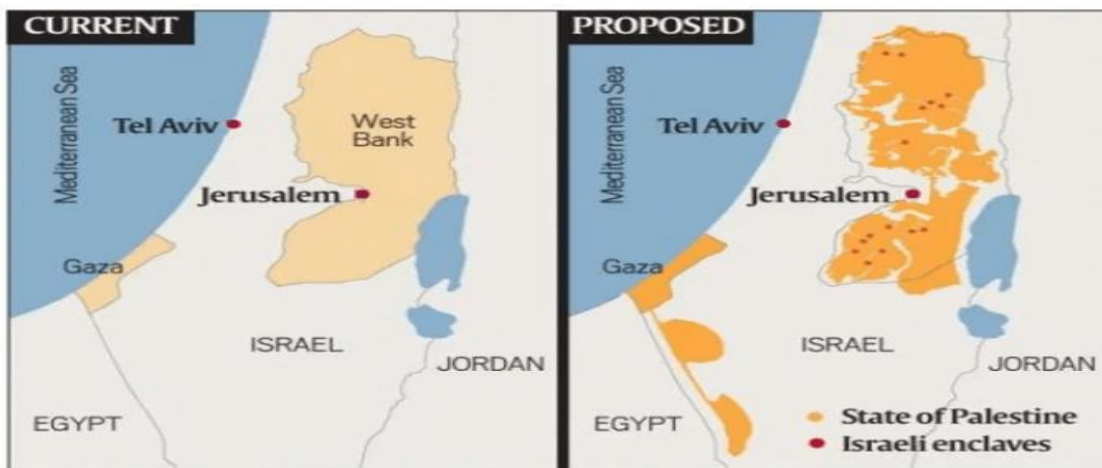 CURRENT
Mediterranean Sea
Tel Aviv
West
Bank
Jerusalem
Gaza
ISRAEL
JORDAN
EGYPT
PROPOSED
Mediterranean Sea
Tel Aviv
Jerusalem
Gaza
ISRAEL
JORDAN
EGYPT
State of Palestine
Israeli enclaves